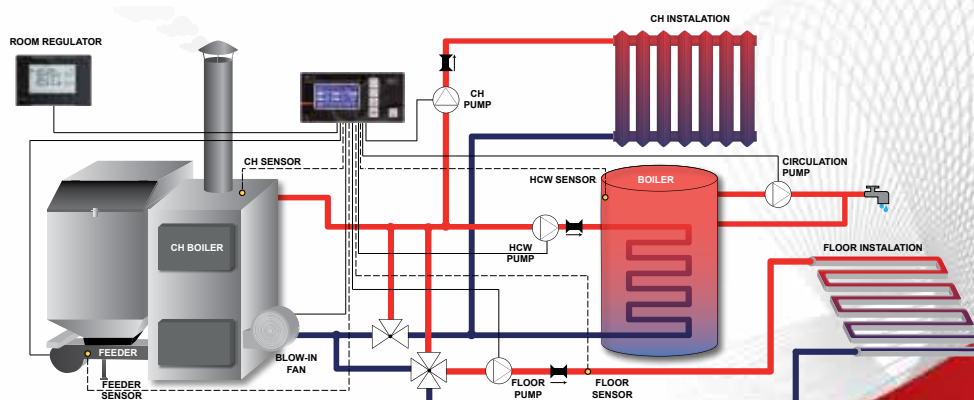 CH INSTALATION
ROOM REGULATOR
CH
PUMP
CH SENSOR
HCW SENSOR
BOILER
CIRCULATION
PUMP
CH BOILER
HCW
PUMP
FLOOR INSTALATION
FEEDER
BLOW-IN
FAN
FEEDER
SENSOR
FLOOR
PUMP
FLOOR
SENSOR